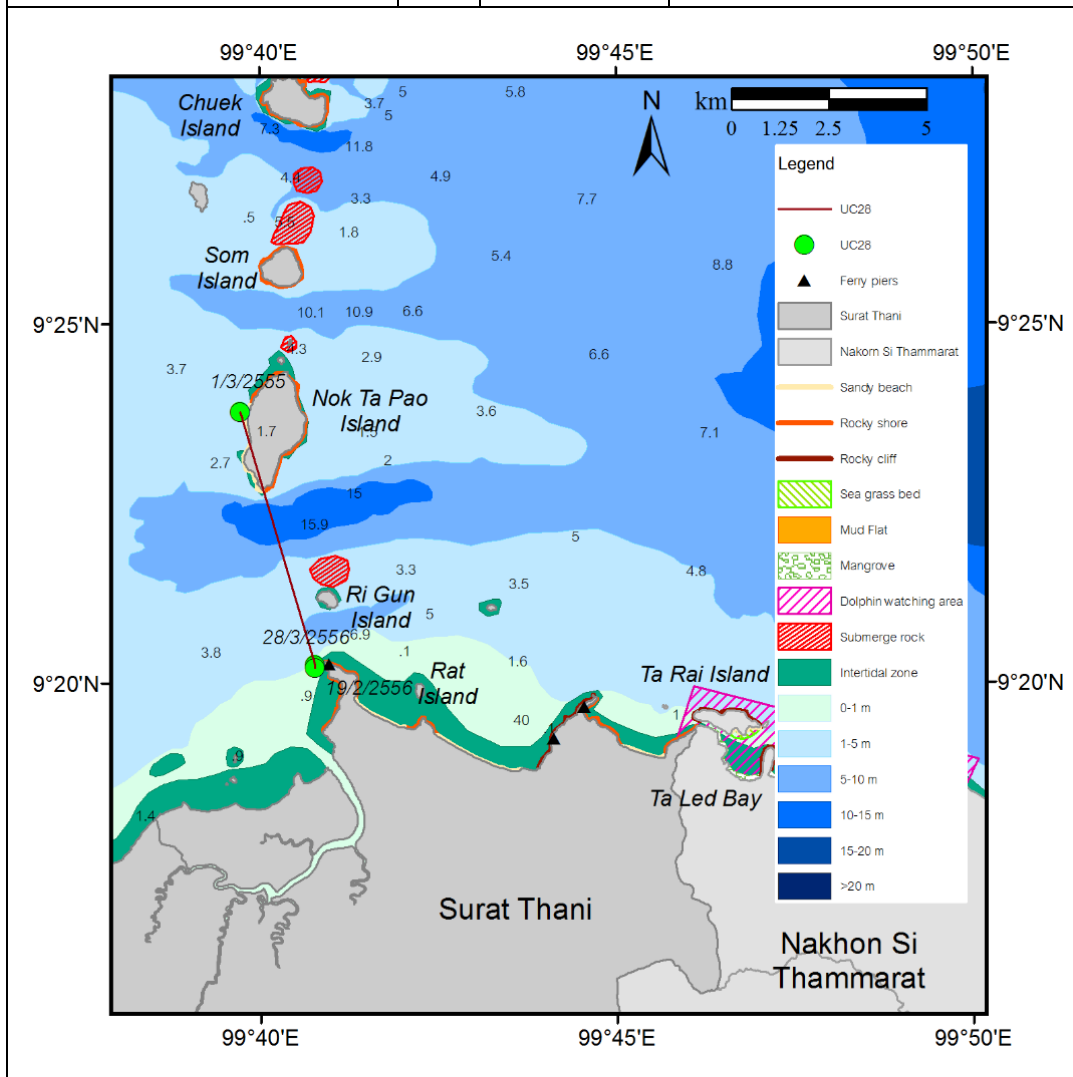 99°40'E 99°45'E 99°50'E
Chuek
Island
5
5.8
3.7
5
7.3
11.8
N
km
0 1.25 2.5 5
4.9
3.3
7.7
.5
5.5
1.8
Som
Island
5.4
8.8
10.1 10.9 6.6
9°25'N 9°25'N
4.3
2.9
6.6
3.7
1/3/2555
Nok Ta Pao
Island
3.6
1.7
7.1
2.7
2
15
15.9
5
3.3
4.8
3.5
Ri Gun
Island
5
28/3/2556
6.9
3.8
.1
1.6
Rat
Island
Ta Rai Island
9°20'N 9°20'N
19/2/2556
.9
40
1
.9
1.4
Ta Led Bay
Surat Thani
Nakhon Si
Thammarat
Legend
UC28
UC28
Ferry piers
Surat Thani
Nakorn Si Thammarat
Sandy beach
Rocky shore
Rocky cliff
Sea grass bed
Mud Flat
Mangrove
Dolphin watching area
Submerge rock
Intertidal zone
0-1 m
1-5 m
5-10 m
10-15 m
15-20 m
>20 m
99°40'E 99°45'E 99°50'E